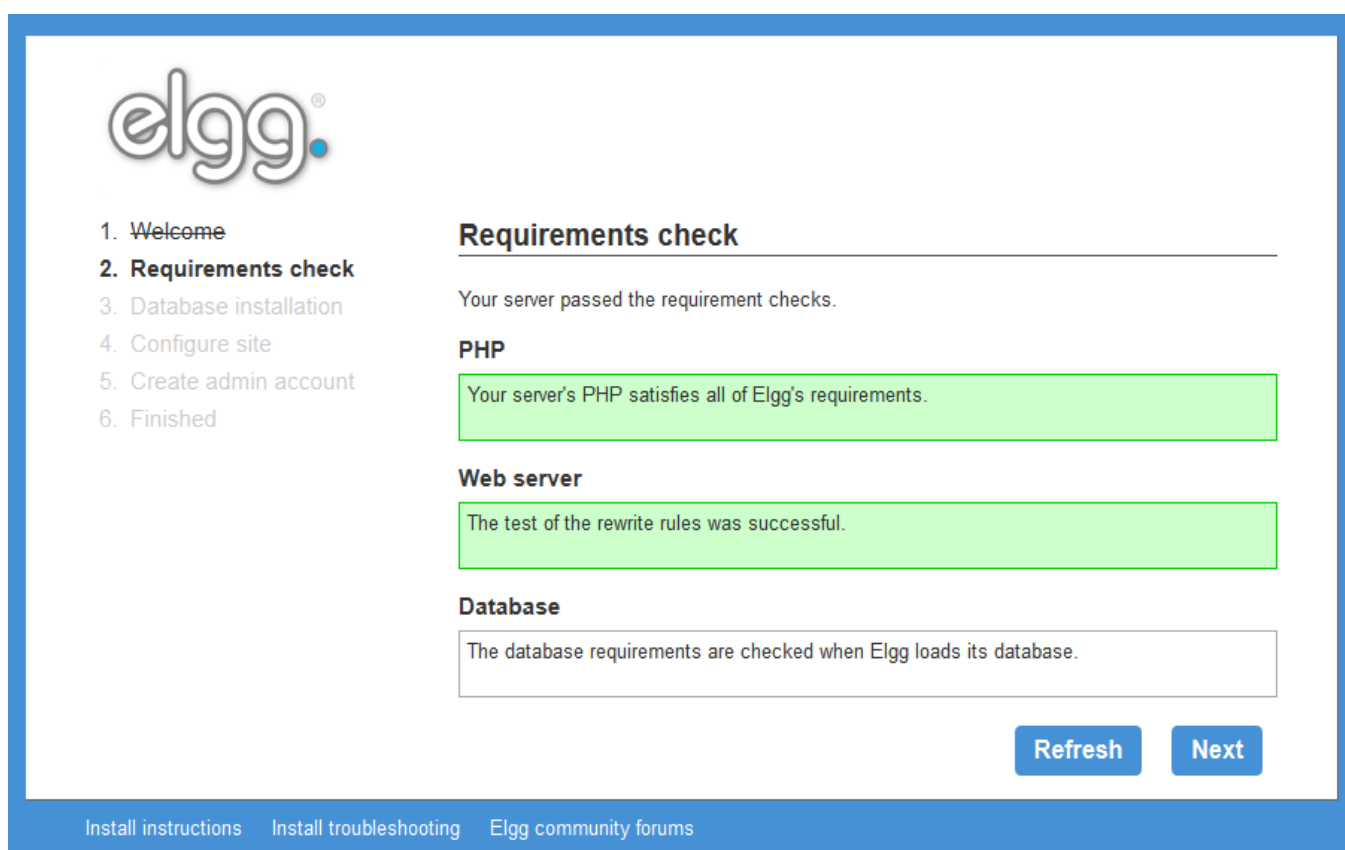 elgg.®
1. Welcome
2. Requirements check
3. Database installation
4. Configure site
5. Create admin account
6. Finished
Requirements check
Your server passed the requirement checks.
PHP
Your server's PHP satisfies all of Elgg's requirements.
Web server
The test of the rewrite rules was successful.
Database
The database requirements are checked when Elgg loads its database.
Refresh Next
Install instructions Install troubleshooting Elgg community forums